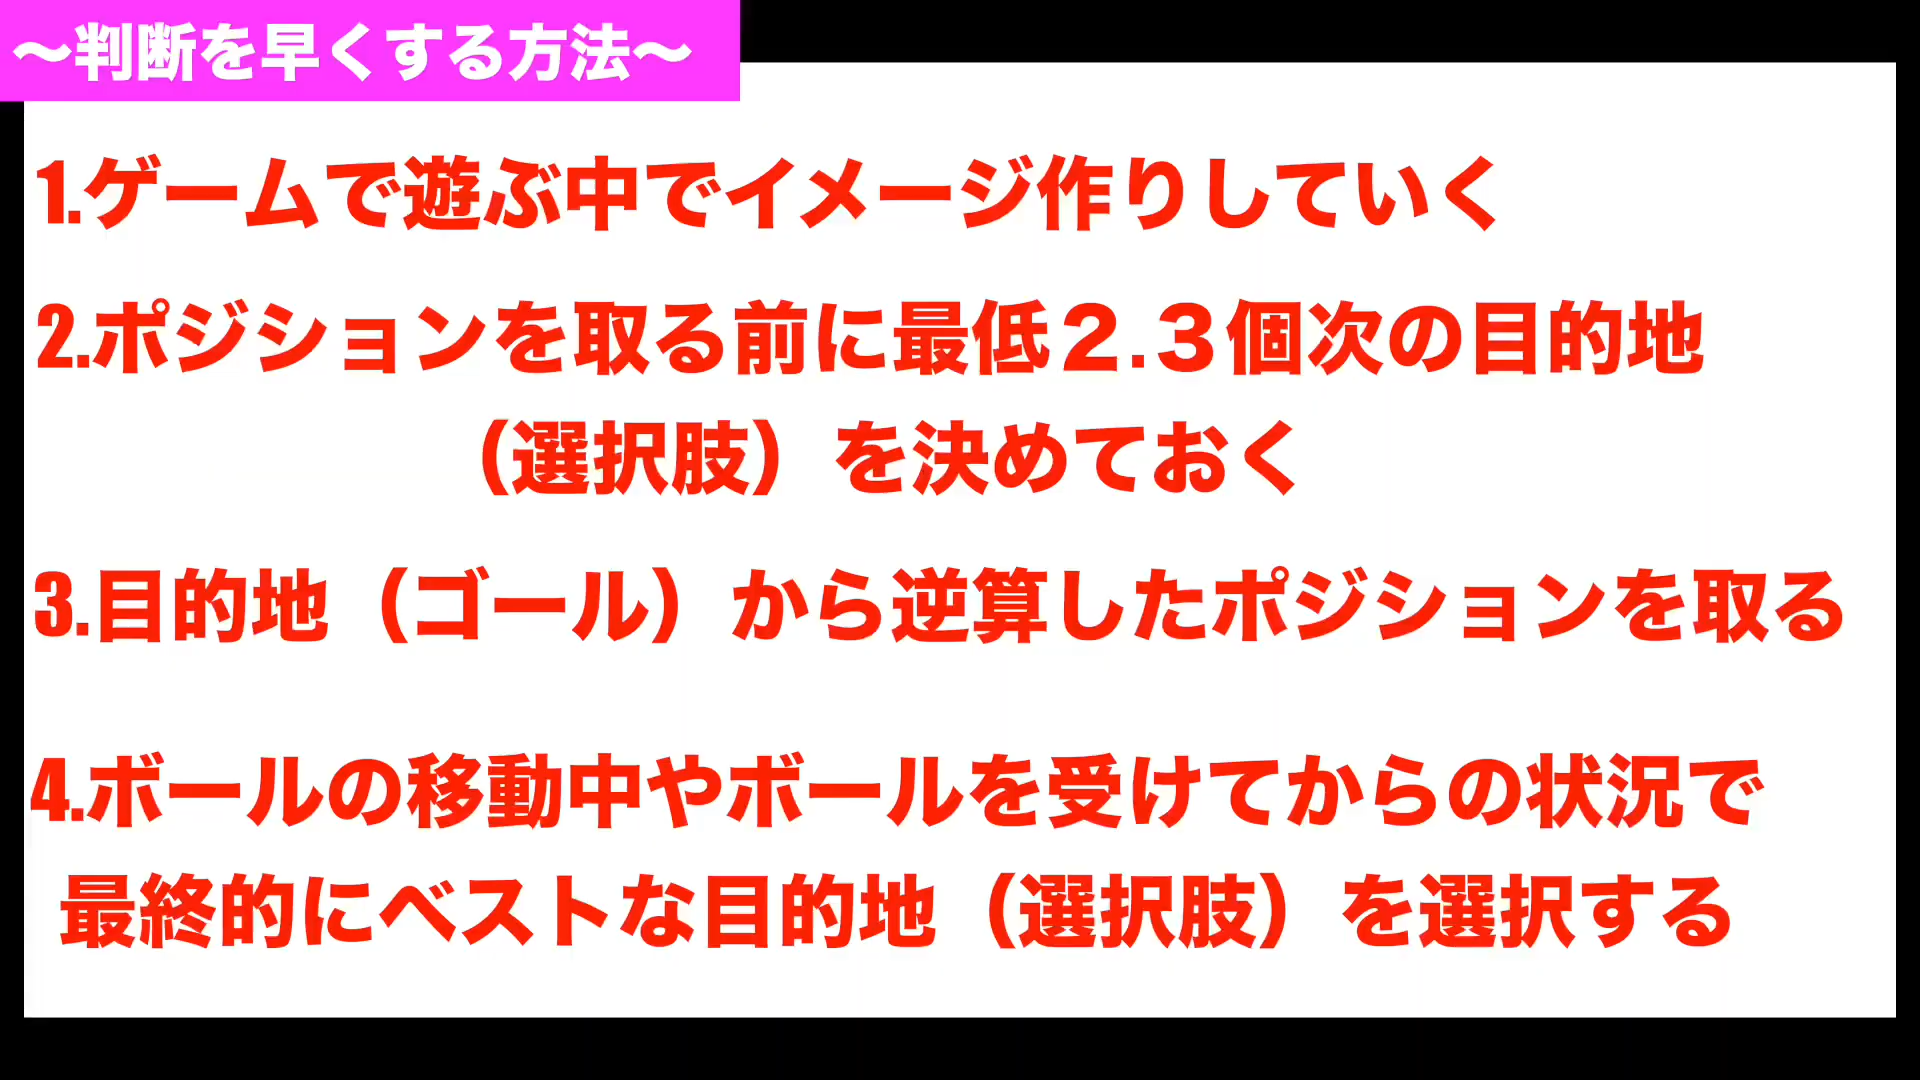 〜判断を早くする方法〜
1.ゲームで遊ぶ中でイメージ作りしていく
2.ポジションを取る前に最低２.３個次の目的地
（選択肢）を決めておく
3.目的地（ゴール）から逆算したポジションを取る
4.ボールの移動中やボールを受けてからの状況で
最終的にベストな目的地（選択肢）を選択する